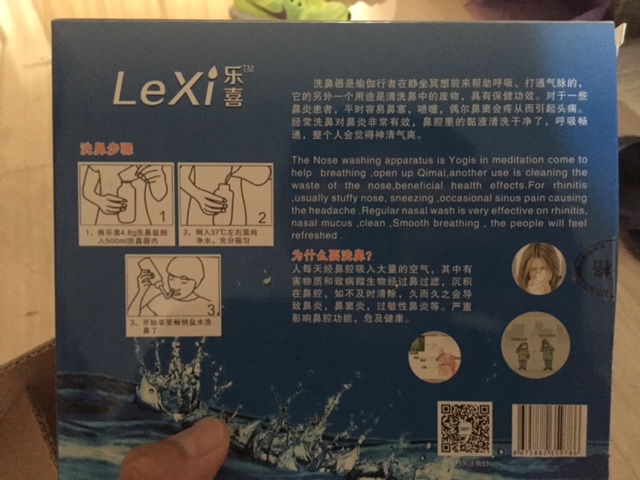 LeXi 乐喜 TM
洗鼻器是瑜伽行者在静坐冥想前来帮助呼吸、打通气脉的，
它的另外一个用途是清洗鼻中的废物，具有保健功效。对于一些
鼻炎患者，平时容易鼻塞，喷嚏，偶尔鼻窦会疼从而引起头痛。
经常洗鼻对鼻炎非常有效，鼻腔里的黏液清洗干净了，呼吸畅
通，整个人会觉得神清气爽。
The Nose washing apparatus is Yogis in meditation come to
help breathing ,open up Qimai,another use is cleaning the
waste of the nose,beneficial health effects.For rhinitis
,usually stuffy nose, sneezing ,occasional sinus pain causing
the headache .Regular nasal wash is very effective on rhinitis,
nasal mucus ,clean ,Smooth breathing , the people will feel
refreshed .
洗鼻步骤
1
1、将乐喜4.8g洗鼻盐倒
入500ml洗鼻器内
2
2、倒入37℃左右温纯
净水，充分摇匀
3
3、开始享受畅快盐水洗
鼻了
为什么要洗鼻？
人每天经鼻腔吸入大量的空气，其中有
害物质和致病微生物经过鼻过滤，沉积
在鼻腔，如不及时清除，久而久之会导
致鼻炎，鼻窦炎，过敏性鼻炎等。严重
影响鼻腔功能，危及健康。